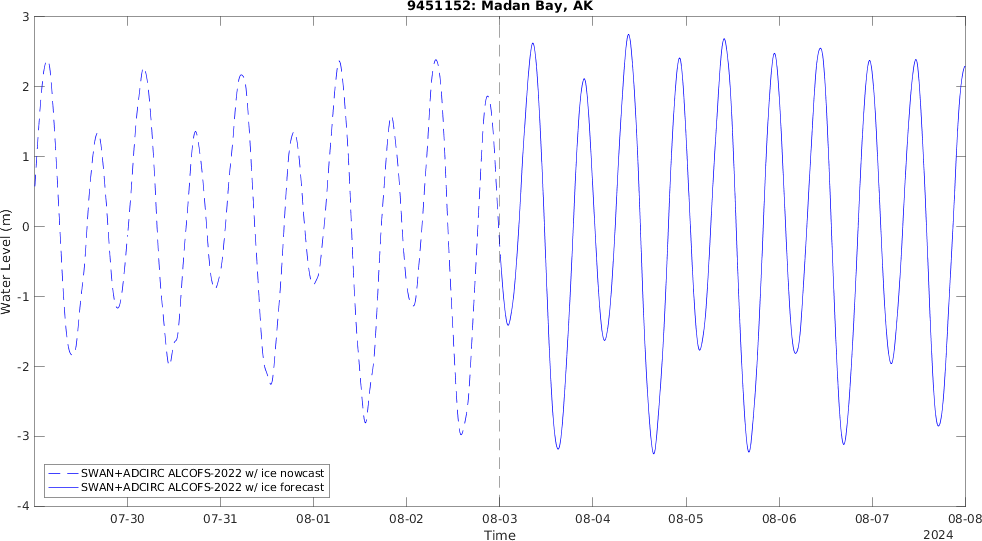 9451152: Madan Bay, AK
3
2
1
0
-1
-2
-3
-4
Water Level (m)
SWAN+ADCIRC ALCOFS-2022 w/ ice nowcast
SWAN+ADCIRC ALCOFS-2022 w/ ice forecast
07-30 07-31 08-01 08-02 08-03 08-04 08-05 08-06 08-07 08-08
Time
2024